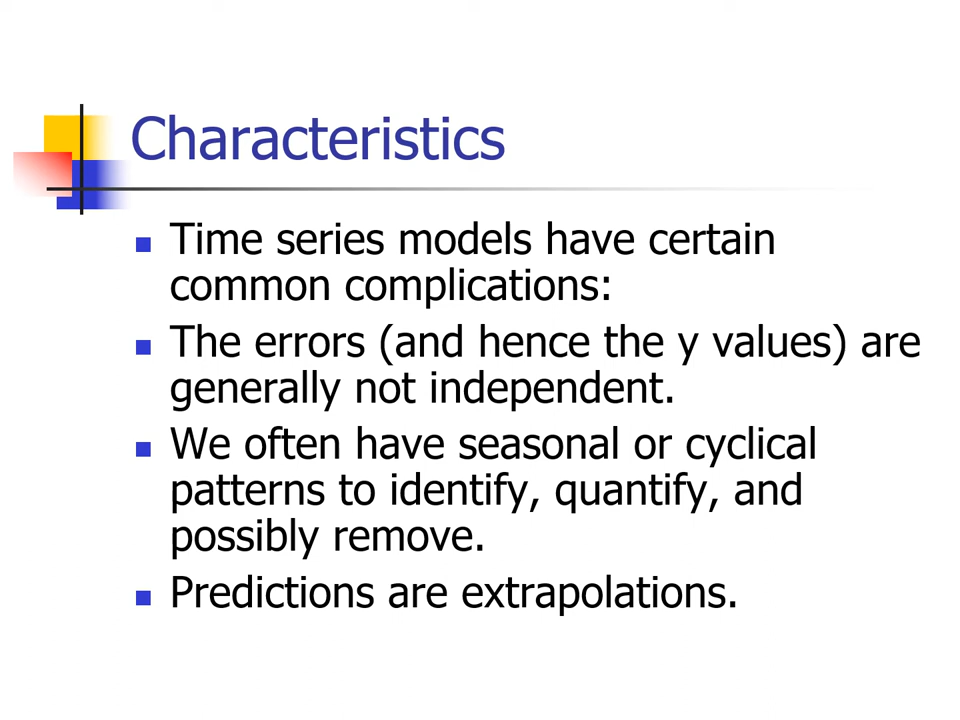 Characteristics
Time series models have certain
common complications:
The errors (and hence the y values) are
generally not independent.
We often have seasonal or cyclical
patterns to identify, quantify, and
possibly remove.
Predictions are extrapolations.